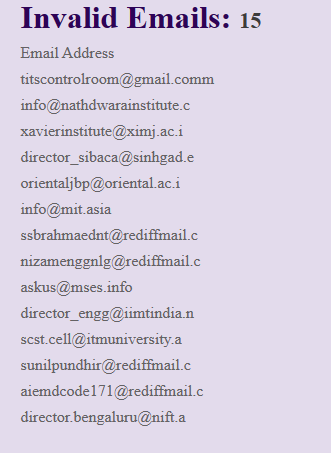 Invalid Emails: 15
Email Address
titscontrolroom@gmail.comm
info@nathdwarainstitute.c
xavierinstitute@ximj.ac.i
director_sibaca@sinhgad.e
orientaljbp@oriental.ac.i
info@mit.asia
ssbrahmaednt@rediffmail.c
nizamenggnlg@rediffmail.c
askus@mses.info
director_engg@iimtindia.n
scst.cell@itmuniversity.a
sunilpundhir@rediffmail.c
aiemdcode171@rediffmail.c
director.bengaluru@nift.a